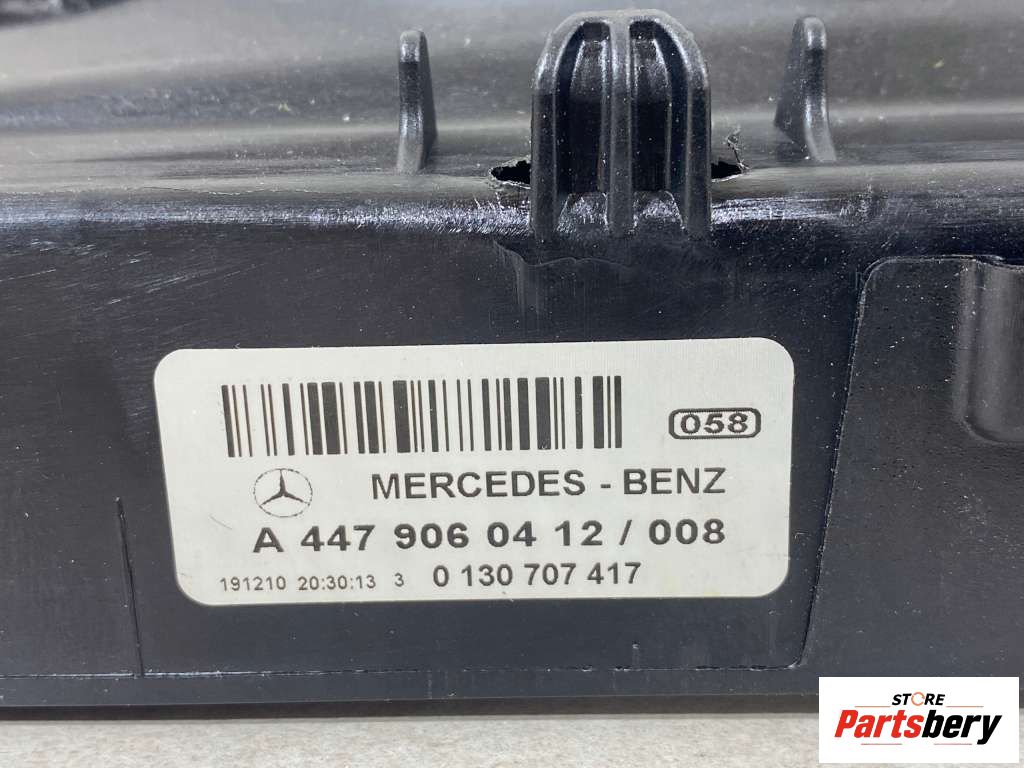 058
MERCEDES - BENZ
A 447 906 04 12 / 008
191210 20:30:13 3 0 130 707 417
STORE
Partsbery